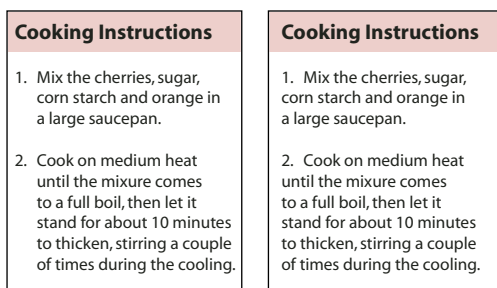 Cooking Instructions
1. Mix the cherries, sugar,
corn starch and orange in
a large saucepan.
2. Cook on medium heat
until the mixure comes
to a full boil, then let it
stand for about 10 minutes
to thicken, stirring a couple
of times during the cooling.
Cooking Instructions
1. Mix the cherries, sugar,
corn starch and orange in
a large saucepan.
2. Cook on medium heat
until the mixure comes
to a full boil, then let it
stand for about 10 minutes
to thicken, stirring a couple
of times during the cooling.